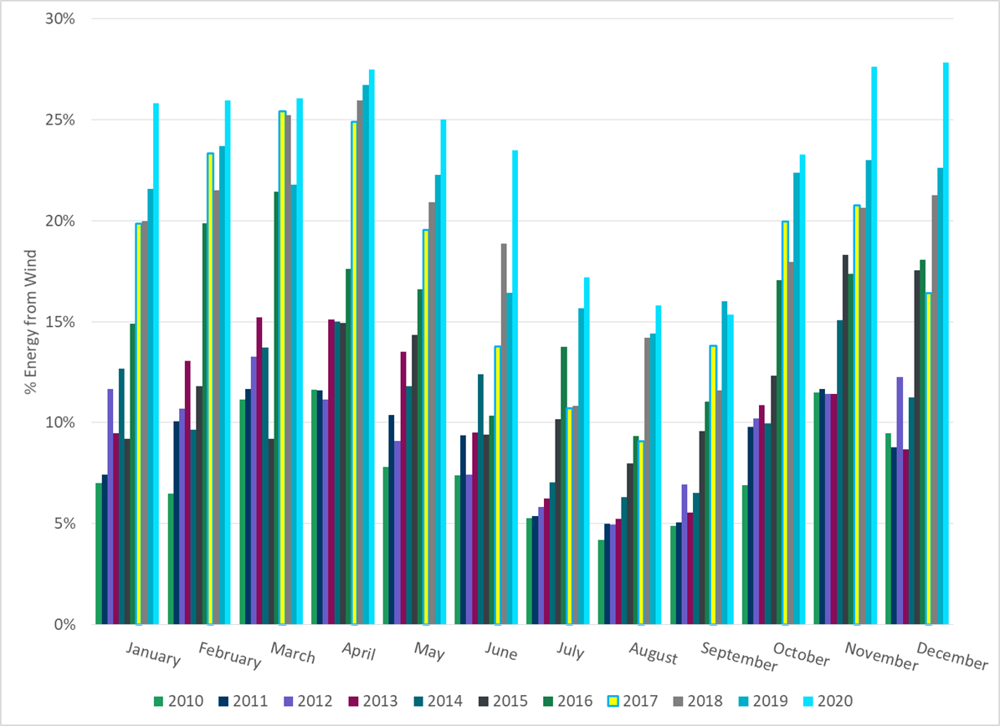 30%
25%
20%
15%
10%
5%
0%
% Energy from Wind
January February March April May June July August September October November December
2010 2011 2012 2013 2014 2015 2016 2017 2018 2019 2020